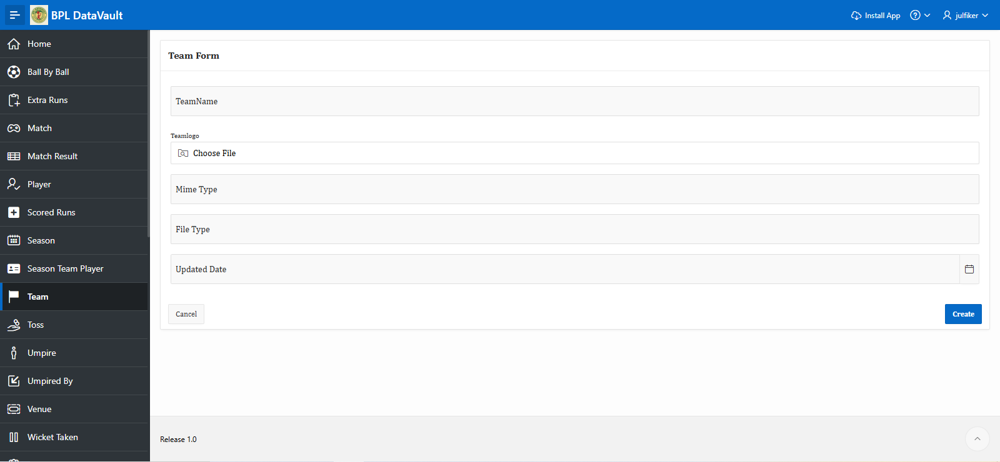 BPL DataVault
Install App
julfiker
Home
Ball By Ball
Extra Runs
Match
Match Result
Player
Scored Runs
Season
Season Team Player
Team
Toss
Umpire
Umpired By
Venue
Wicket Taken
Team Form
TeamName
Teamlogo
Choose File
Mime Type
File Type
Updated Date
Cancel
Create
Release 1.0